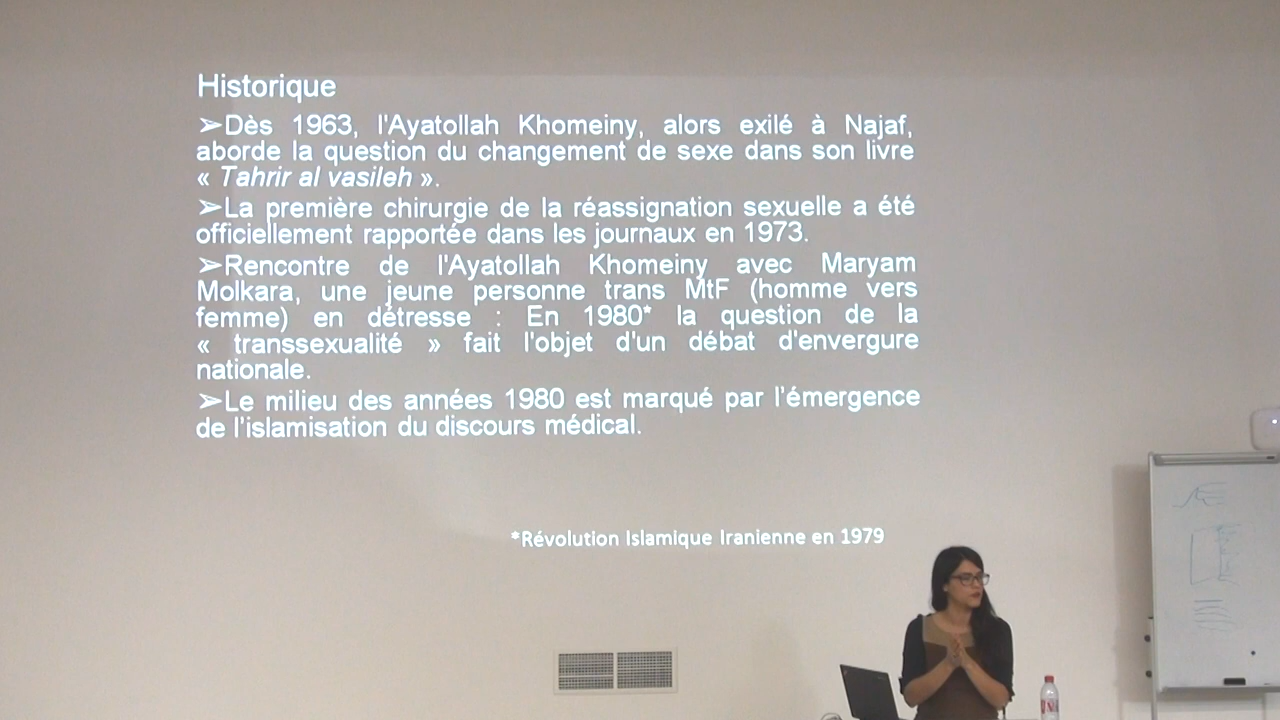 Historique
➢Dès 1963, l'Ayatollah Khomeiny, alors exilé à Najaf,
aborde la question du changement de sexe dans son livre
« Tahrir al vasileh ».
➢La première chirurgie de la réassignation sexuelle a été
officiellement rapportée dans les journaux en 1973.
➢Rencontre de l'Ayatollah Khomeiny avec Maryam
Molkara, une jeune personne trans MtF (homme vers
femme) en détresse : En 1980* la question de la
« transsexualité » fait l'objet d'un débat d'envergure
nationale.
➢Le milieu des années 1980 est marqué par l’émergence
de l’islamisation du discours médical.
*Révolution Islamique Iranienne en 1979